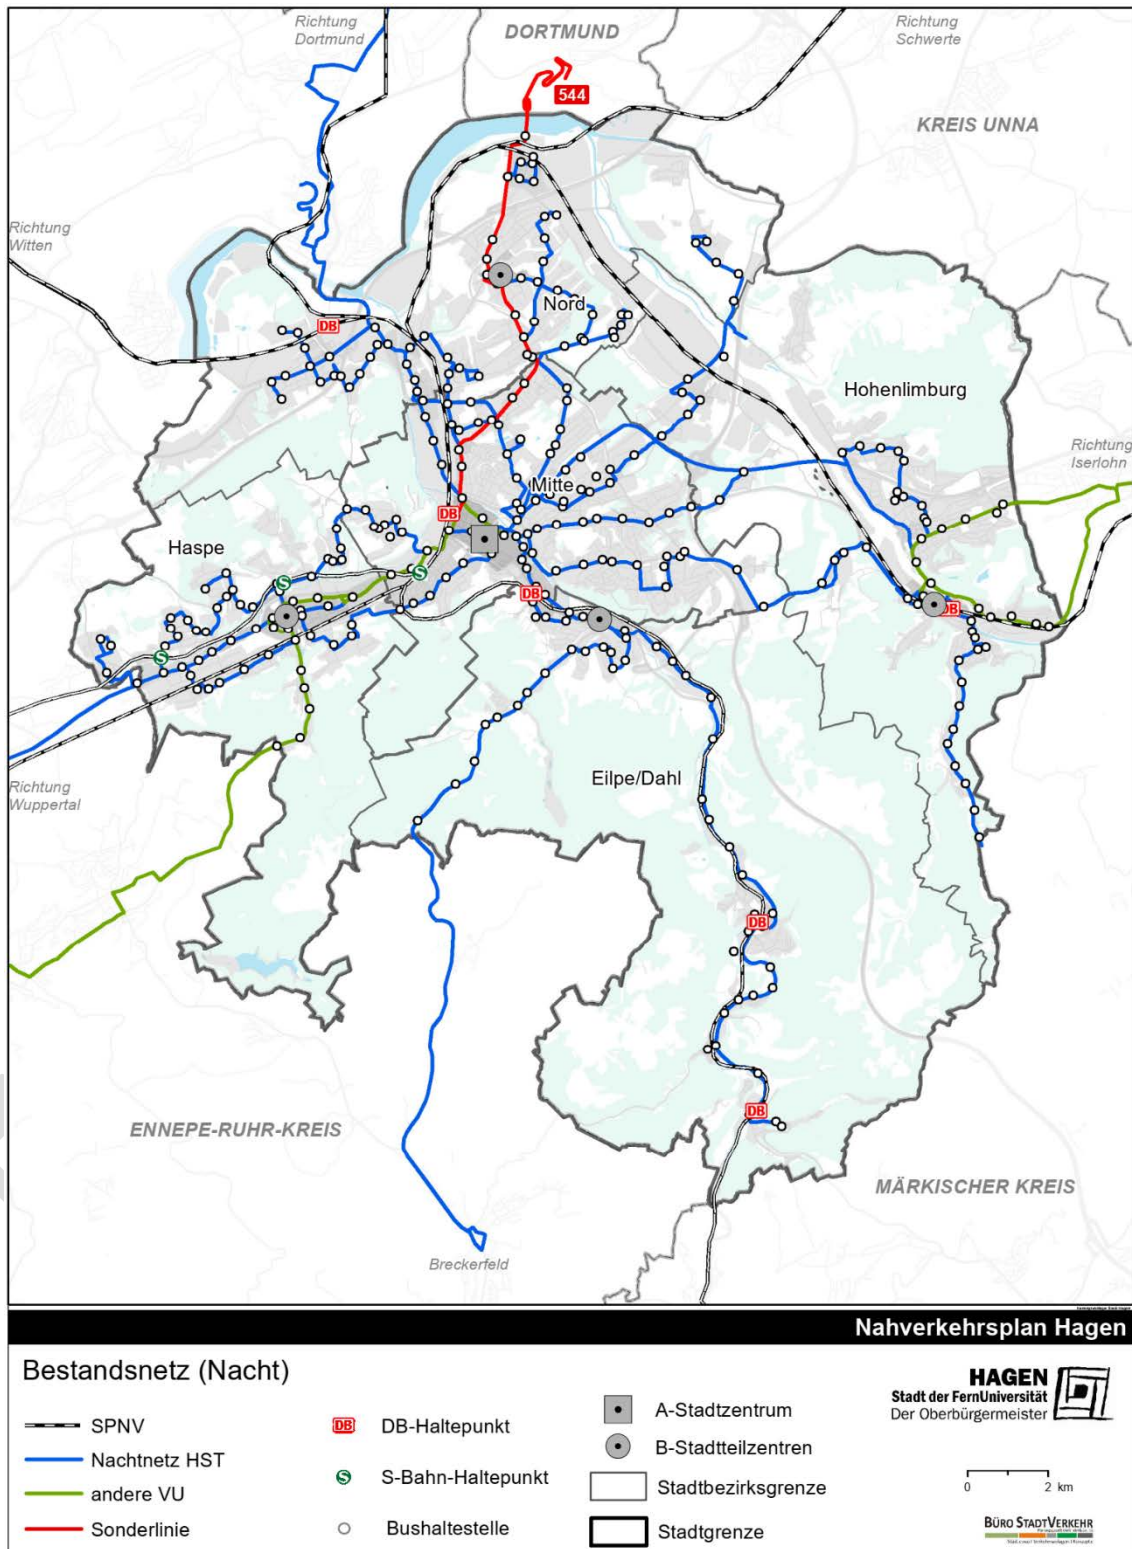 Richtung
Dortmund
DORTMUND
Richtung
Schwerte
544
KREIS UNNA
Richtung
Witten
DB
Nord
Hohenlimburg
Richtung
Iserlohn
Mitte
DB
Haspe
S
S
DB
DB
S
Richtung
Wuppertal
Eilpe/Dahl
DB
DB
ENNEPE-RUHR-KREIS
MÄRKISCHER KREIS
Breckerfeld
Nahverkehrsplan Hagen
Bestandsnetz (Nacht)
SPNV
Nachtnetz HST
andere VU
Sonderlinie
DB DB-Haltepunkt
S S-Bahn-Haltepunkt
Bushaltestelle
A-Stadtzentrum
B-Stadtteilzentren
Stadtbezirksgrenze
Stadtgrenze
HAGEN
Stadt der FernUniversität
Der Oberbürgermeister
0 2 km
BÜRO STADTVERKEHR